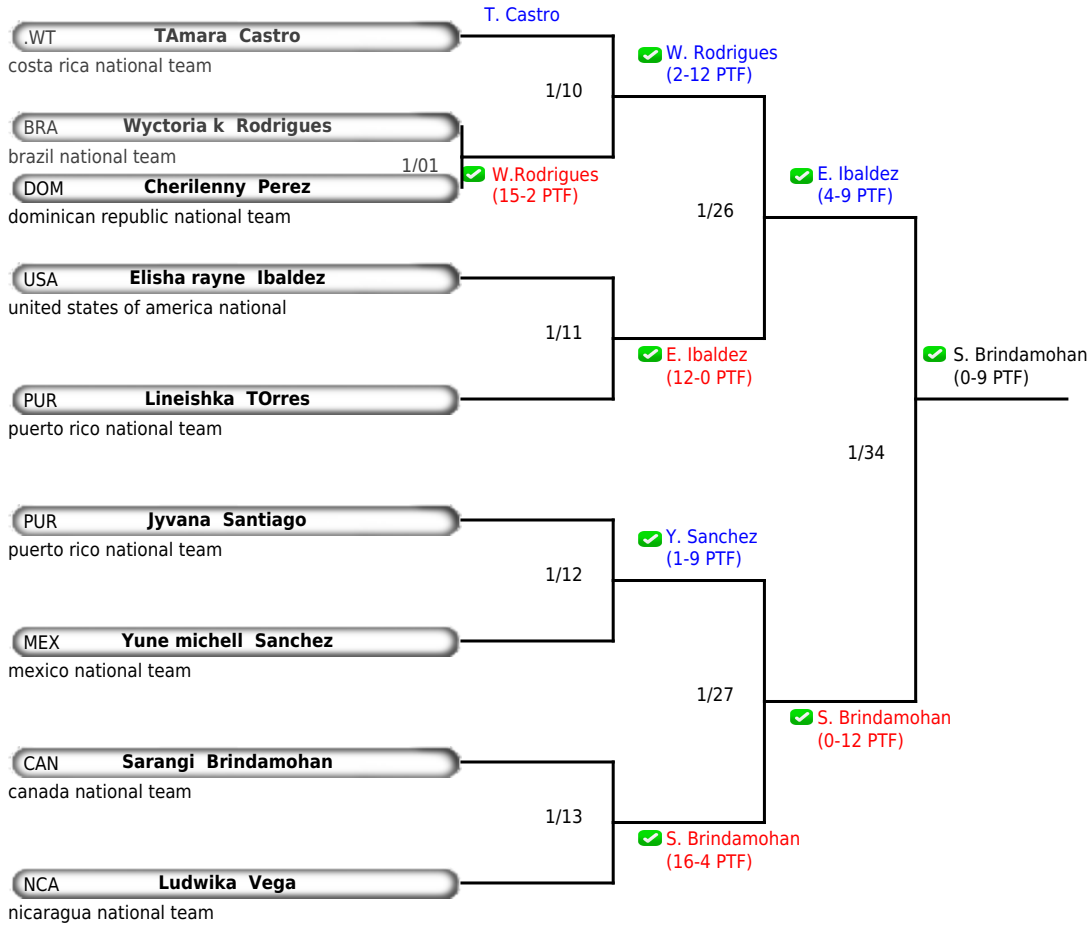 T. Castro
.WT TAmara Castro
costa rica national team
W. Rodrigues
(2-12 PTF)
1/10
BRA Wyctoria k Rodrigues
brazil national team
1/01
W.Rodrigues
(15-2 PTF)
DOM Cherilenny Perez
dominican republic national team
E. Ibaldez
(4-9 PTF)
1/26
USA Elisha rayne Ibaldez
united states of america national
1/11
E. Ibaldez
(12-0 PTF)
PUR Lineishka TOrres
puerto rico national team
S. Brindamohan
(0-9 PTF)
1/34
PUR Jyvana Santiago
puerto rico national team
Y. Sanchez
(1-9 PTF)
1/12
MEX Yune michell Sanchez
mexico national team
1/27
S. Brindamohan
(0-12 PTF)
CAN Sarangi Brindamohan
canada national team
1/13
S. Brindamohan
(16-4 PTF)
NCA Ludwika Vega
nicaragua national team